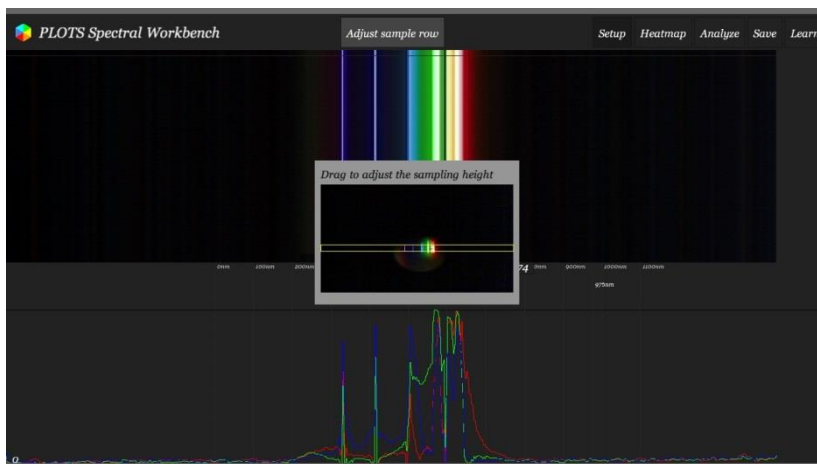 PLOTS Spectral Workbench
Adjust sample row
Setup Heatmap Analyze Save Learn
Drag to adjust the sampling height
0nm 100nm 200nm 74 0nm 900nm 1000nm 1100nm
975nm
0